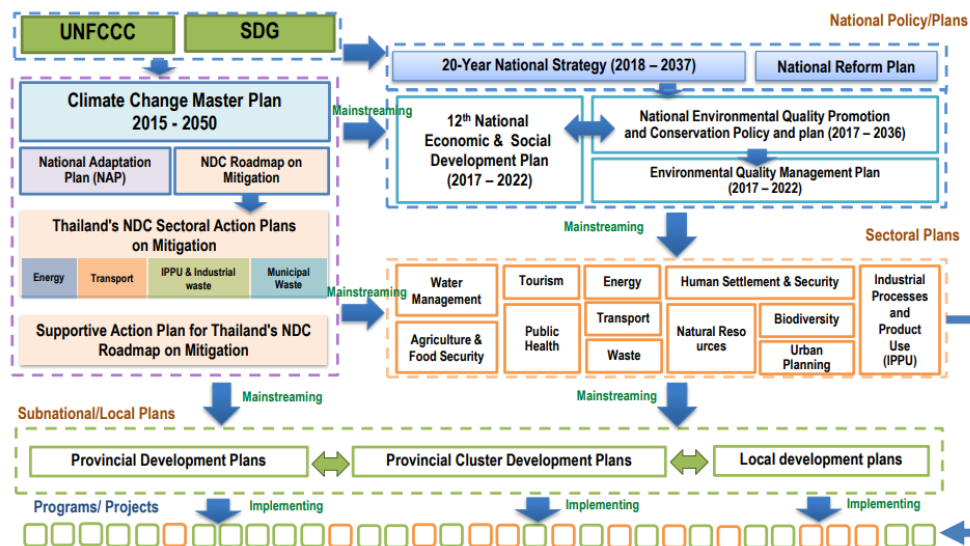 UNFCCC
SDG
National Policy/Plans
20-Year National Strategy (2018 – 2037)
National Reform Plan
Climate Change Master Plan
2015 - 2050
Mainstreaming
12th National
Economic & Social
Development Plan
(2017 – 2022)
National Environmental Quality Promotion
and Conservation Policy and plan (2017 – 2036)
Environmental Quality Management Plan
(2017 – 2022)
National Adaptation
Plan (NAP)
NDC Roadmap on
Mitigation
Thailand's NDC Sectoral Action Plans
on Mitigation
Energy
Transport
IPPU & Industrial
waste
Municipal
Waste
Supportive Action Plan for Thailand's NDC
Roadmap on Mitigation
Mainstreaming
Mainstreaming
Sectoral Plans
Water
Management
Agriculture &
Food Security
Tourism
Public
Health
Energy
Transport
Waste
Human Settlement & Security
Natural Reso
urces
Biodiversity
Urban
Planning
Industrial
Processes
and
Product
Use
(IPPU)
Mainstreaming
Mainstreaming
Subnational/Local Plans
Provincial Development Plans
Provincial Cluster Development Plans
Local development plans
Programs/ Projects
Implementing
Implementing
Implementing